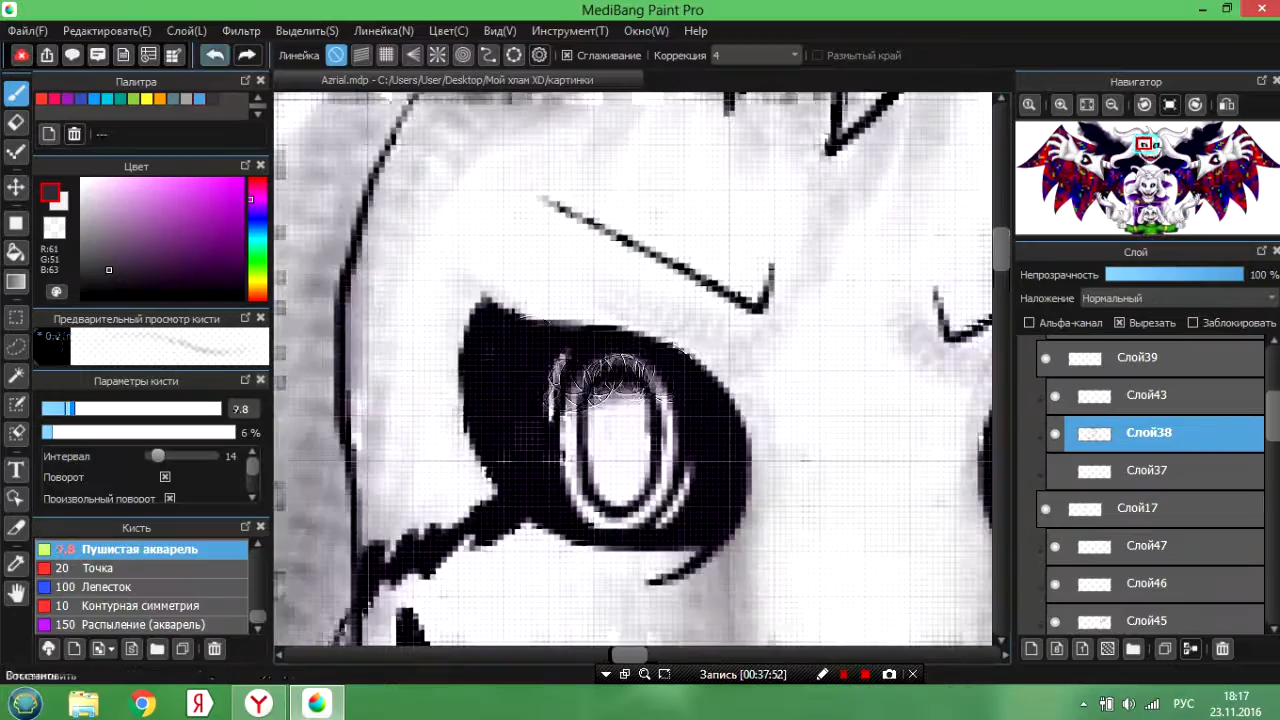 MediBang Paint Pro
Файл(F) Редактировать(E) Слой(L) Фильтр Выделить(S) Линейка(N) Цвет(C) Вид(U) Инструмент(T) Окно(W) Help
Линейка Сглаживание Коррекция 4 Размытый край
Палитра
Azrial.mdp - C:/Users/User/Desktop/Мой хлам XD/картинки
Навигатор
---
Цвет
R:61
G:51
B:63
Слой
Непрозрачность 100 %
Наложение Нормальный
Альфа-канал Вырезать Заблокировать
Предварительный просмотр кисти
Параметры кисти
7.8
6 %
Интервал 14
Поворот
Произвольный поворот
Кисть
7.8 Пушистая акварель
20 Точка
100 Лепесток
10 Контурная симметрия
150 Распыление (акварель)
Слой39
Слой43
Слой38
Слой37
Слой17
Слой47
Слой46
Слой45
Запись [00:37:52]
РУС
18:17
23.11.2016